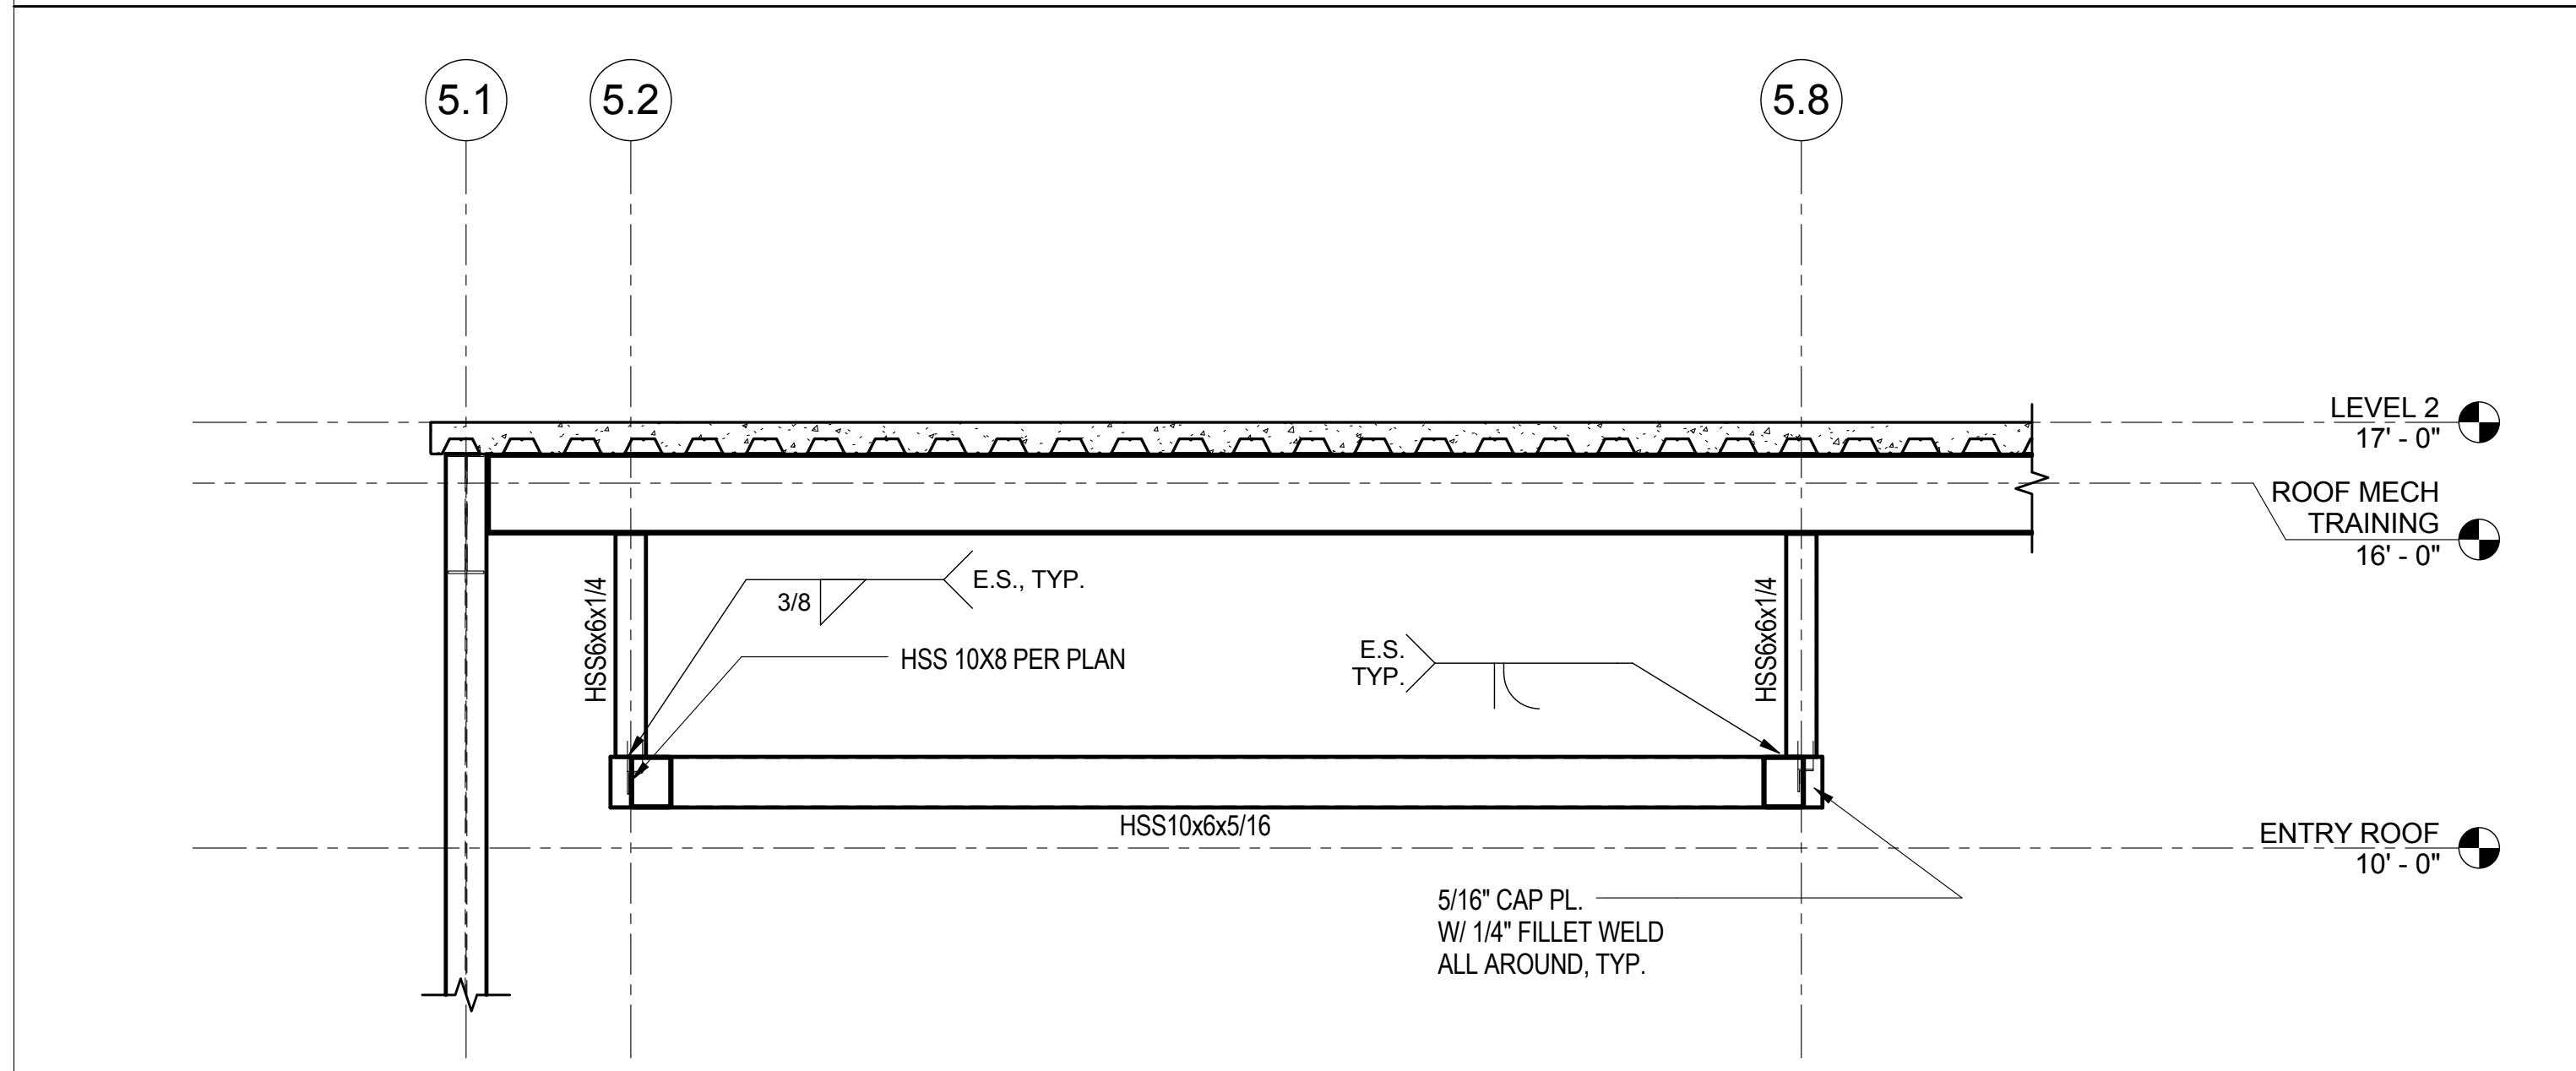 5.1
5.2
5.8
LEVEL 2
17' - 0"
ROOF MECH
TRAINING
16' - 0"
E.S., TYP.
3/8
HSS6x6x1/4
HSS 10X8 PER PLAN
E.S.
TYP.
HSS6x6x1/4
HSS10x6x5/16
ENTRY ROOF
10' - 0"
5/16" CAP PL.
W/ 1/4" FILLET WELD
ALL AROUND, TYP.